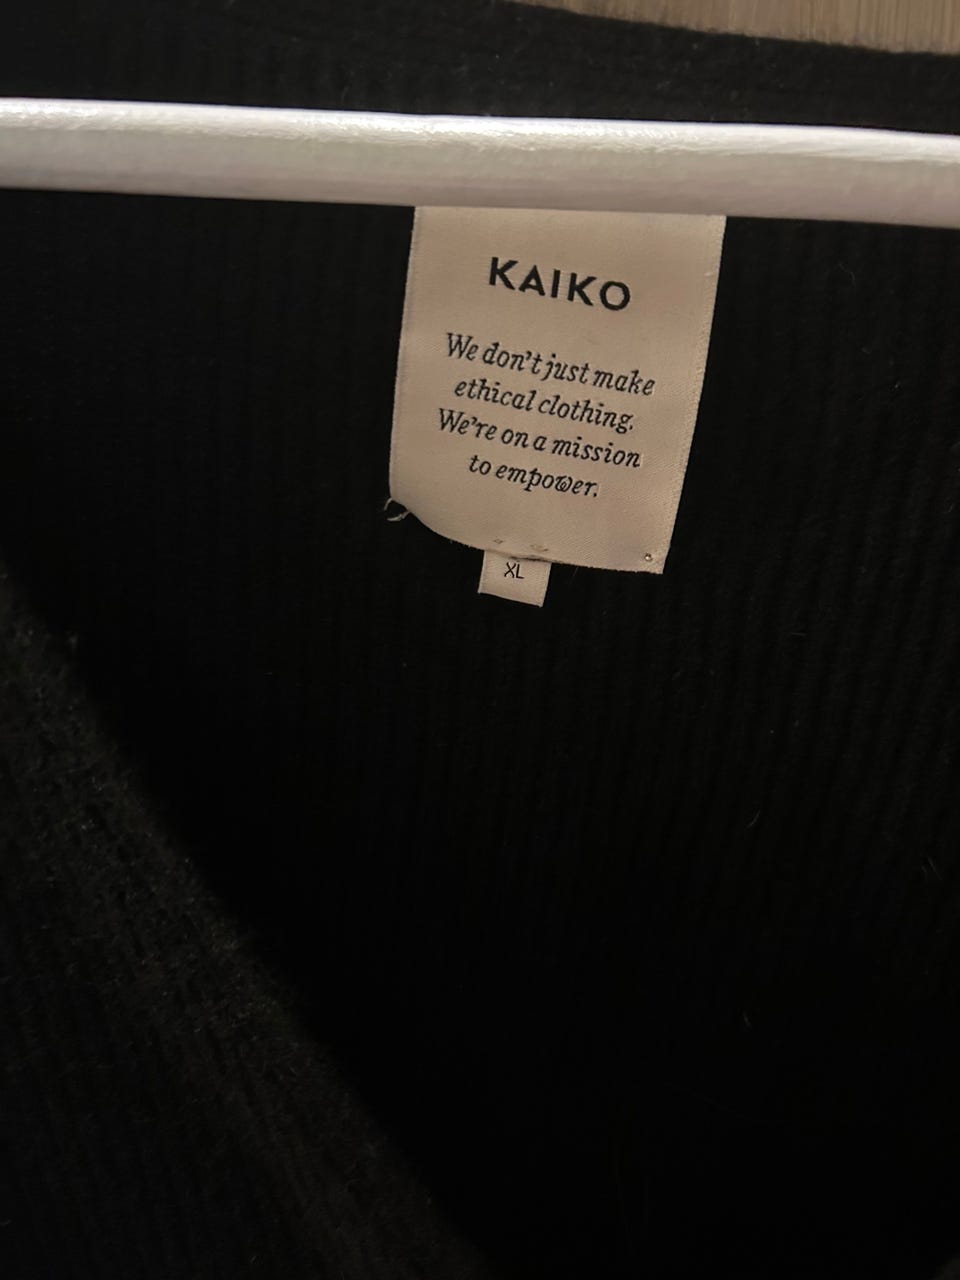 KAIKO
We don't just make
ethical clothing.
We're on a mission
to empower.
XL